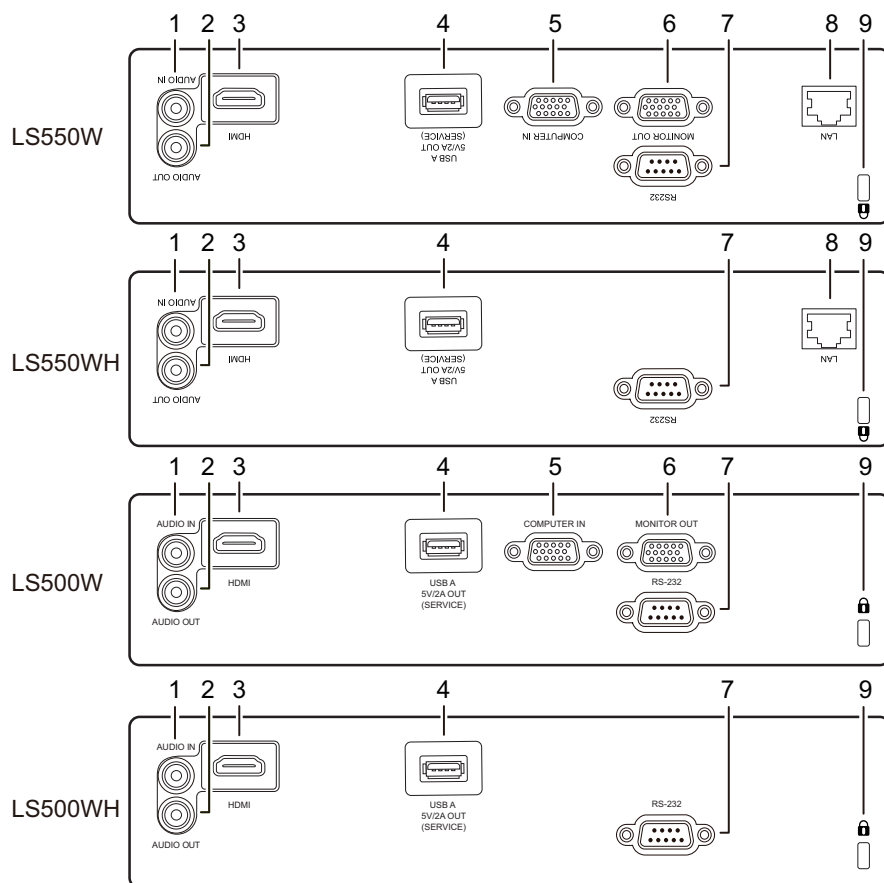 1 2 3 4 5 6 7 8 9
LS550W
AUDIO IN
AUDIO OUT
HDMI
USB A
5V/2A OUT
(SERVICE)
COMPUTER IN
MONITOR OUT
RS232
LAN
1 2 3 4 7 8 9
LS550WH
AUDIO IN
AUDIO OUT
HDMI
USB A
5V/2A OUT
(SERVICE)
RS232
LAN
1 2 3 4 5 6 7 9
LS500W
AUDIO IN
AUDIO OUT
HDMI
USB A
5V/2A OUT
(SERVICE)
COMPUTER IN
MONITOR OUT
RS-232
1 2 3 4 7 9
LS500WH
AUDIO IN
AUDIO OUT
HDMI
USB A
5V/2A OUT
(SERVICE)
RS-232